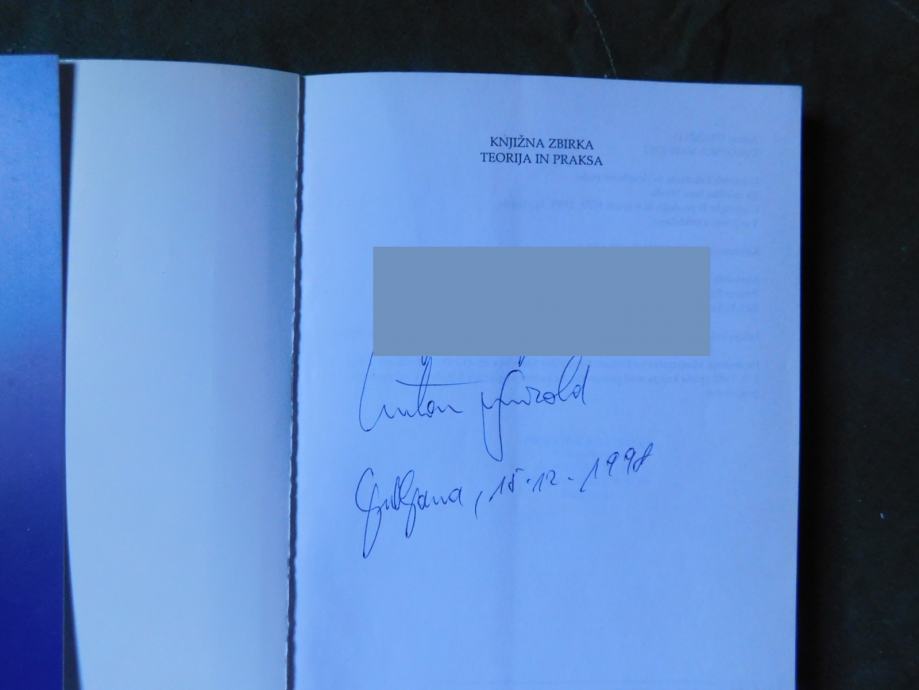 KNJIŽNA ZBIRKA
TEORIJA IN PRAKSA
Anton
Ljubljana, 15.12.1998